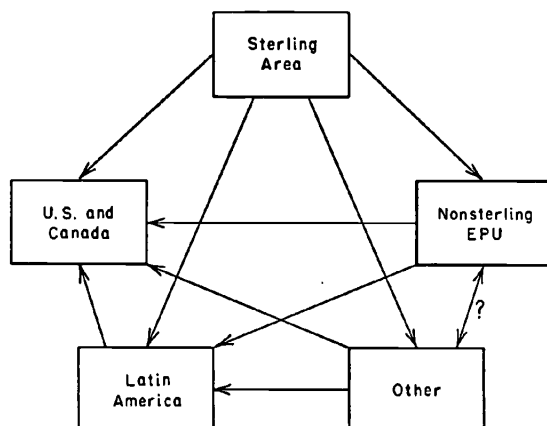 Sterling
Area
U.S. and
Canada
Nonsterling
EPU
?
Latin
America
Other